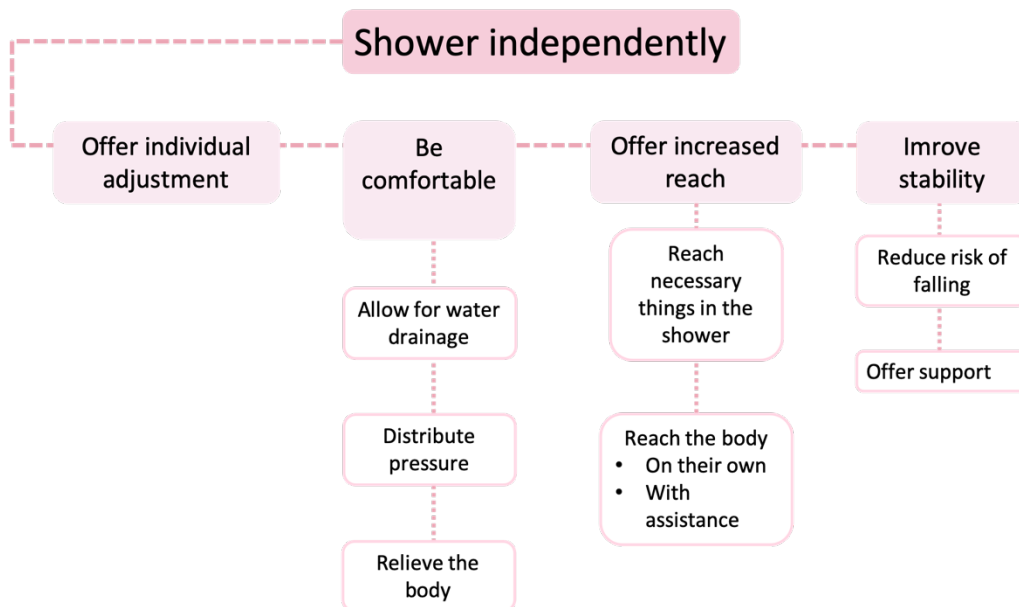 Shower independently
Offer individual
adjustment
Be
comfortable
Allow for water
drainage
Distribute
pressure
Relieve the
body
Offer increased
reach
Reach
necessary
things in the
shower
Reach the body
• On their own
• With
assistance
Imrove
stability
Reduce risk of
falling
Offer support